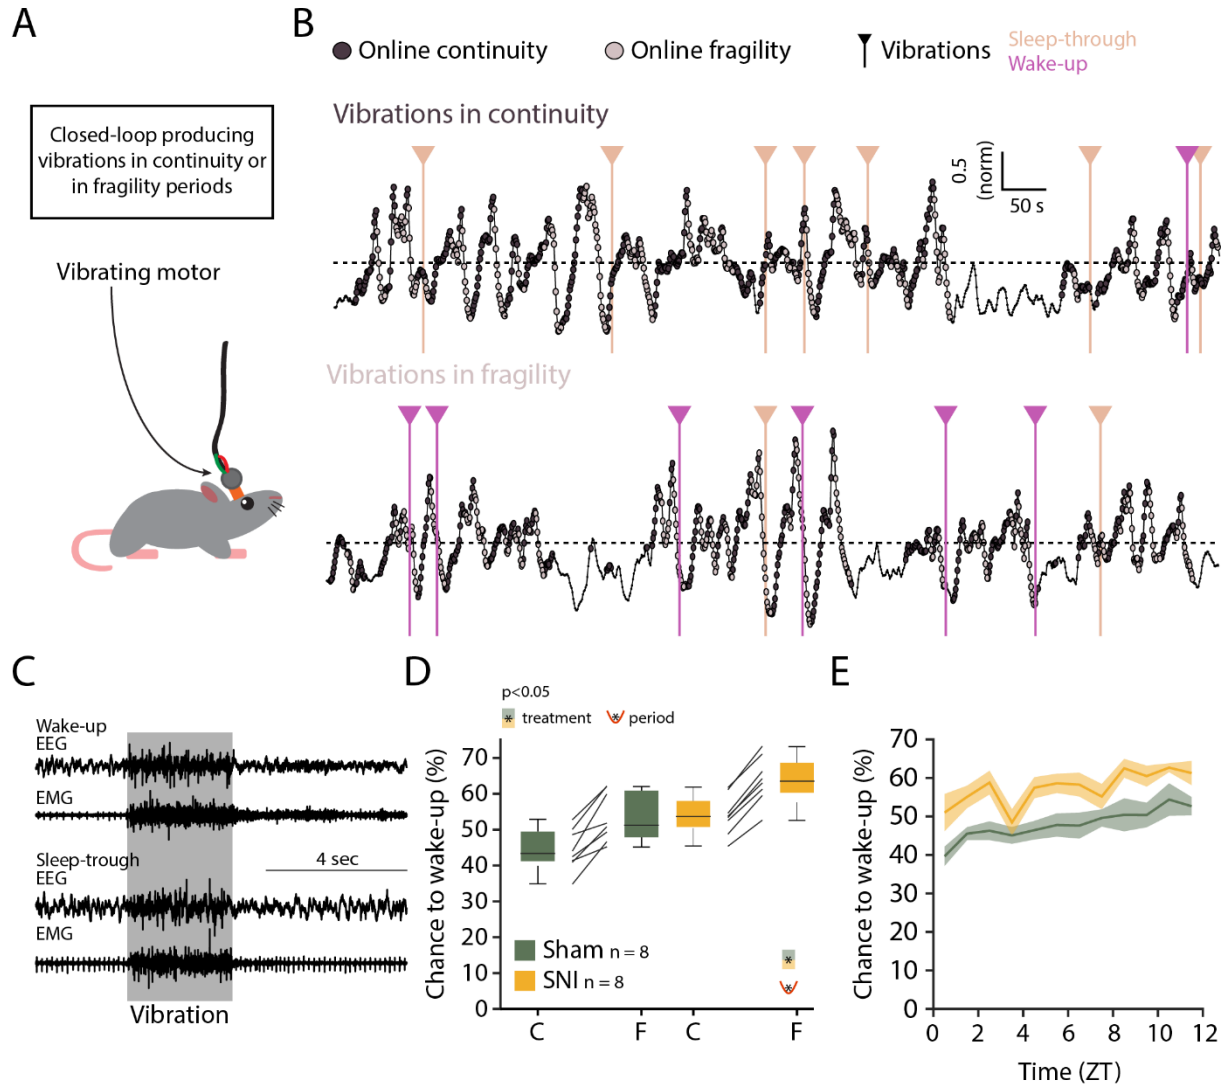 A
Closed-loop producing
vibrations in continuity or
in fragility periods
Vibrating motor
B
Online continuity
Online fragility
Vibrations
Sleep-through
Wake-up
Vibrations in continuity
0.5
(norm)
50 s
Vibrations in fragility
C
Wake-up
EEG
EMG
Sleep-trough
EEG
4 sec
EMG
Vibration
D
p<0.05
* treatment
* period
Chance to wake-up (%)
70
60
50
40
30
20
10
0
Sham n = 8
SNI n = 8
*
*
C
F
C
F
E
Chance to wake-up (%)
70
60
50
40
30
20
10
0
0
2
4
6
8
10
12
Time (ZT)